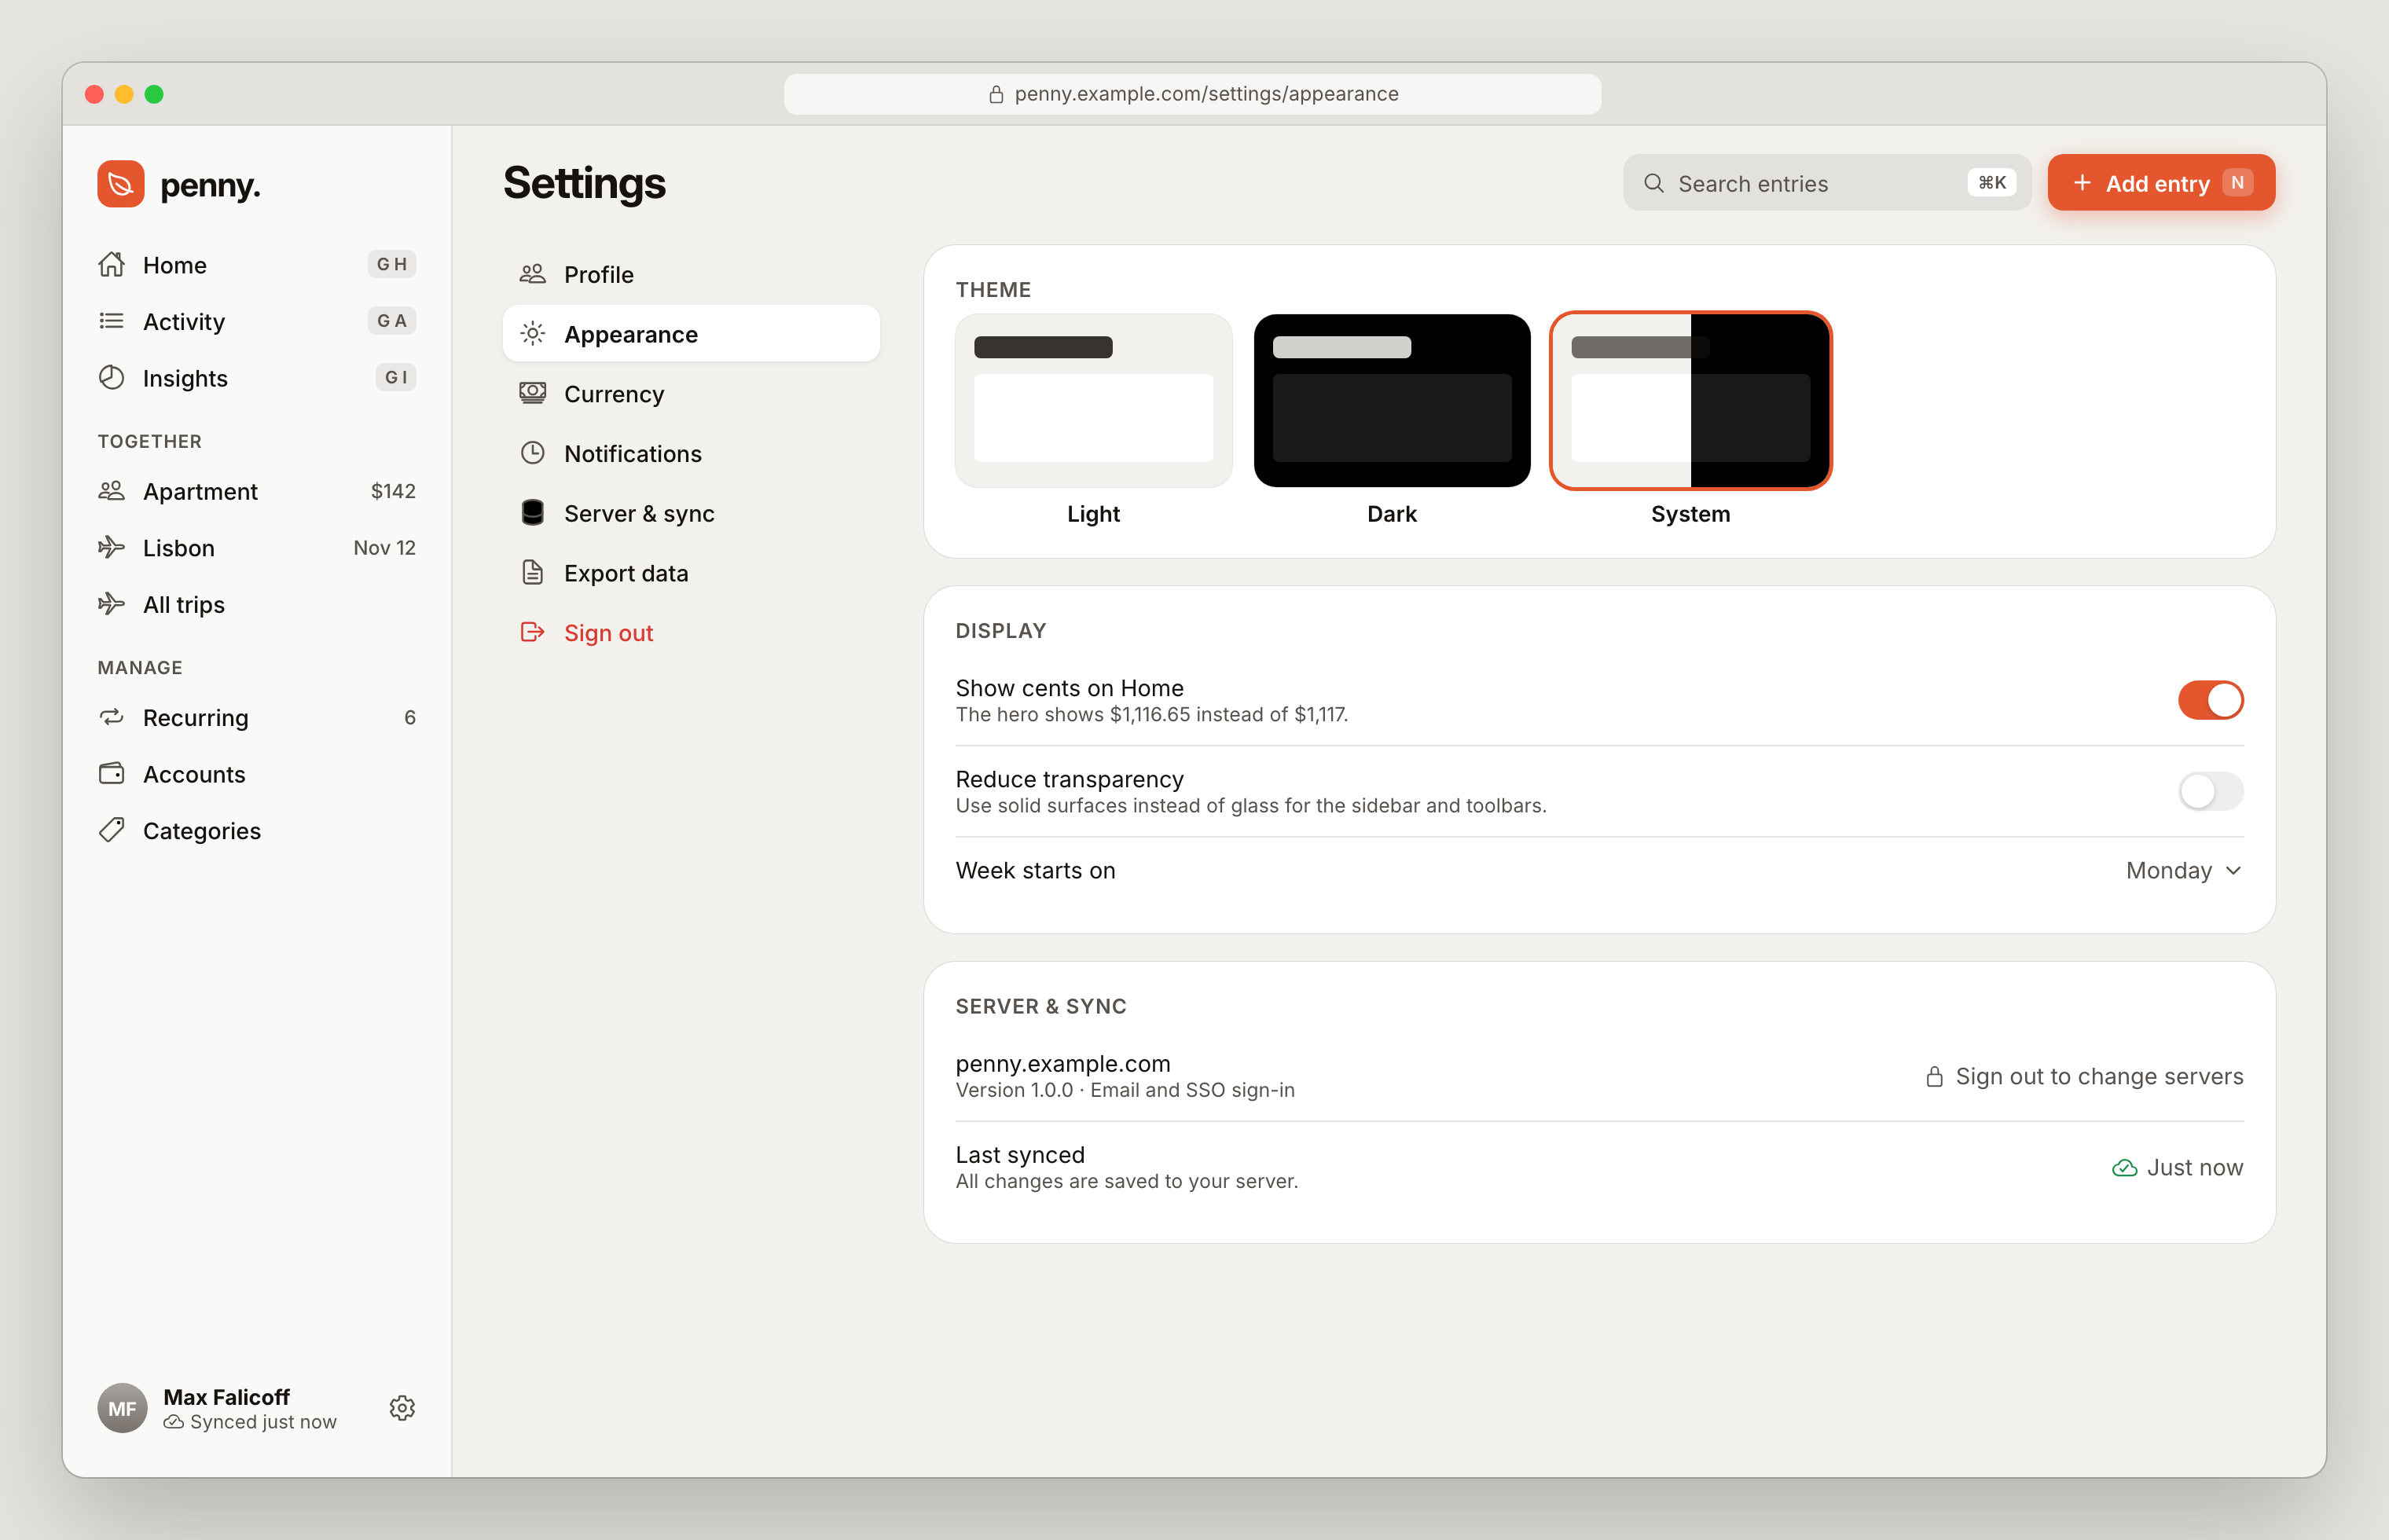 penny.example.com/settings/appearance
penny.
Settings
Search entries ⌘K
Add entry N
Home G H
Activity G A
Insights G I
TOGETHER
Apartment $142
Lisbon Nov 12
All trips
MANAGE
Recurring 6
Accounts
Categories
MF
Max Falicoff
Synced just now
Profile
Appearance
Currency
Notifications
Server & sync
Export data
Sign out
THEME
Light
Dark
System
DISPLAY
Show cents on Home
The hero shows $1,116.65 instead of $1,117.
Reduce transparency
Use solid surfaces instead of glass for the sidebar and toolbars.
Week starts on
Monday
SERVER & SYNC
penny.example.com
Version 1.0.0 · Email and SSO sign-in
Sign out to change servers
Last synced
All changes are saved to your server.
Just now